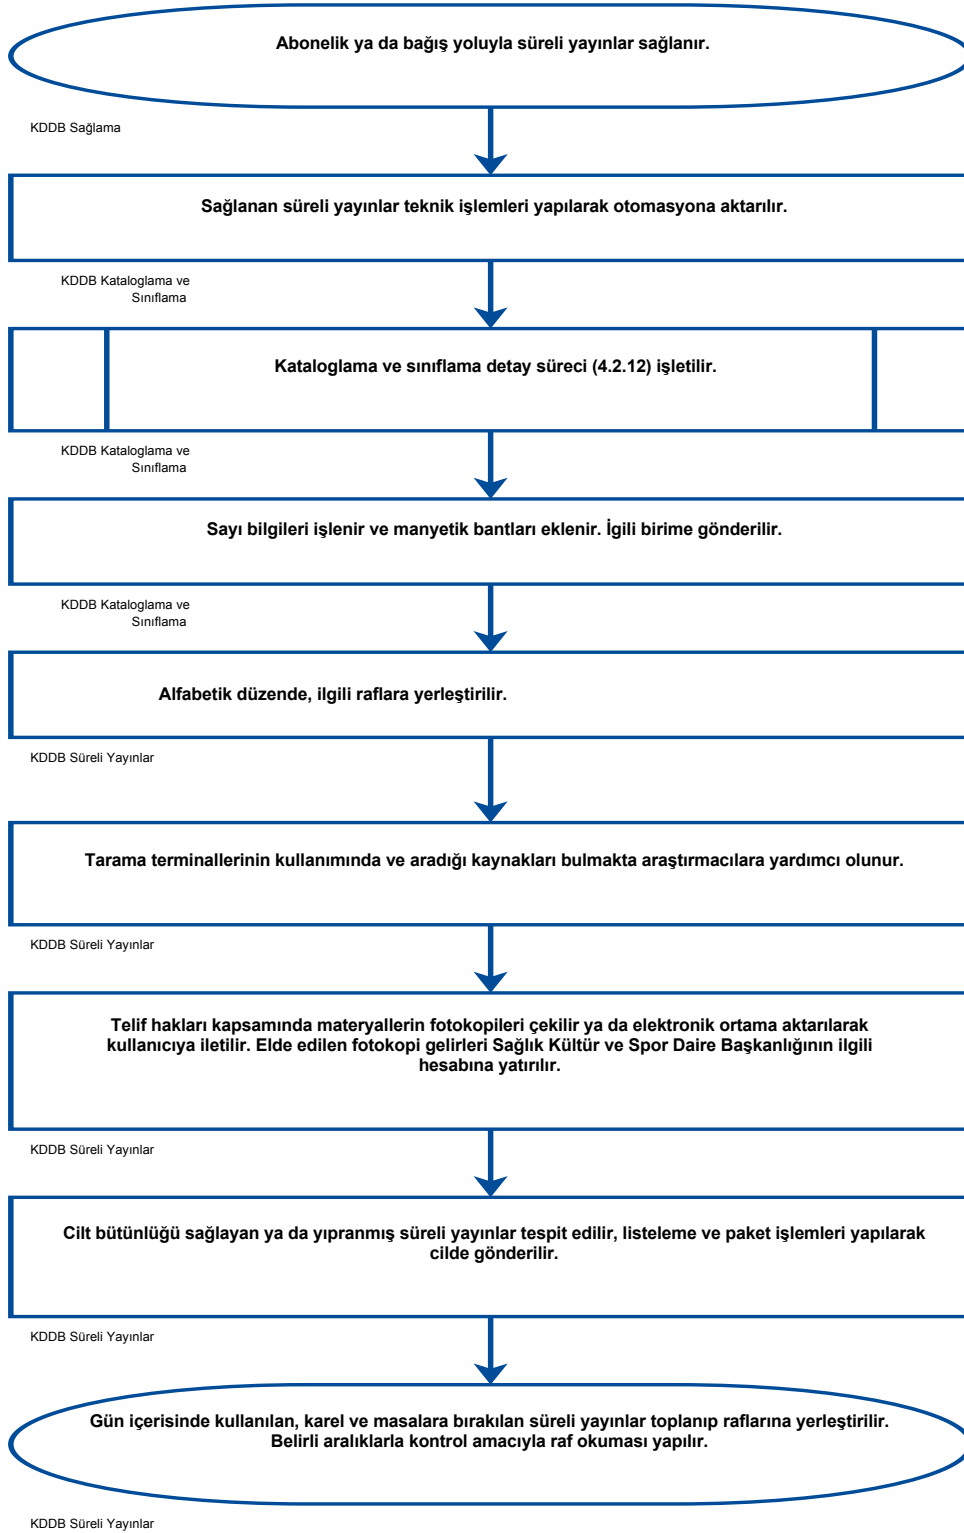 Abonelik ya da bağış yoluyla süreli yayınlar sağlanır.
KDDB Sağlama
Sağlanan süreli yayınlar teknik işlemleri yapılarak otomasyona aktarılır.
KDDB Kataloglama ve
Sınıflama
Kataloglama ve sınıflama detay süreci (4.2.12) işletilir.
KDDB Kataloglama ve
Sınıflama
Sayı bilgileri işlenir ve manyetik bantları eklenir. İgili birime gönderilir.
KDDB Kataloglama ve
Sınıflama
Alfabetik düzende, ilgili raflara yerleştirilir.
KDDB Süreli Yayınlar
Tarama terminallerinin kullanımında ve aradığı kaynakları bulmakta araştırmacılara yardımcı olunur.
KDDB Süreli Yayınlar
Telif hakları kapsamında materyallerin fotokopileri çekilir ya da elektronik ortama aktarılarak
kullanıcıya iletilir. Elde edilen fotokopi gelirleri Sağlık Kültür ve Spor Daire Başkanlığının ilgili
hesabına yatırılır.
KDDB Süreli Yayınlar
Cilt bütünlüğü sağlayan ya da yıpranmış süreli yayınlar tespit edilir, listeleme ve paket işlemleri yapılarak
cilde gönderilir.
KDDB Süreli Yayınlar
Gün içerisinde kullanılan, karel ve masalara bırakılan süreli yayınlar toplanıp raflarına yerleştirilir.
Belirli aralıklarla kontrol amacıyla raf okuması yapılır.
KDDB Süreli Yayınlar